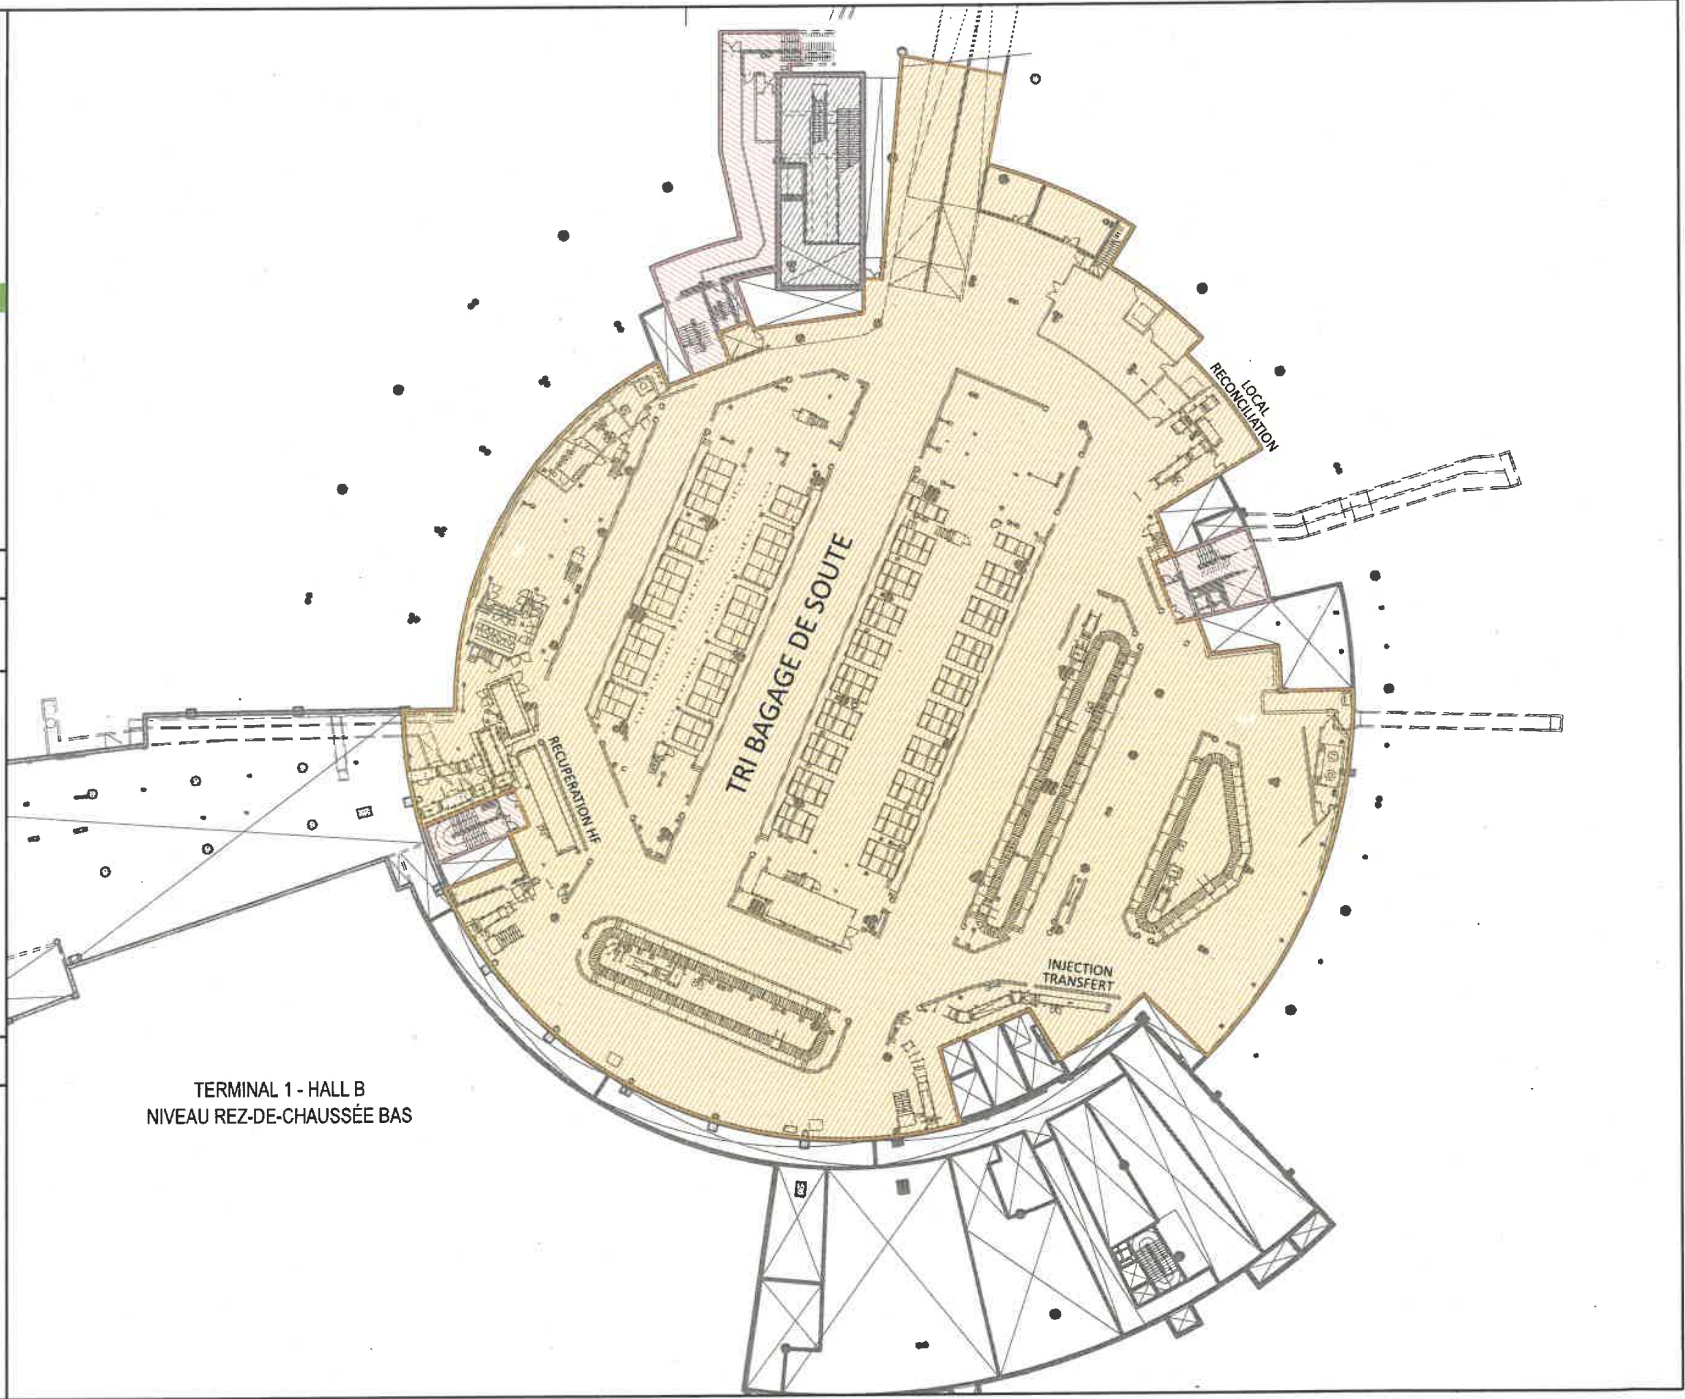 LOCAL
RECONCILIATION
TRI BAGAGE DE SOUTE
RECUPERATION HF
INJECTION
TRANSFERT
TERMINAL 1 - HALL B
NIVEAU REZ-DE-CHAUSSÉE BAS